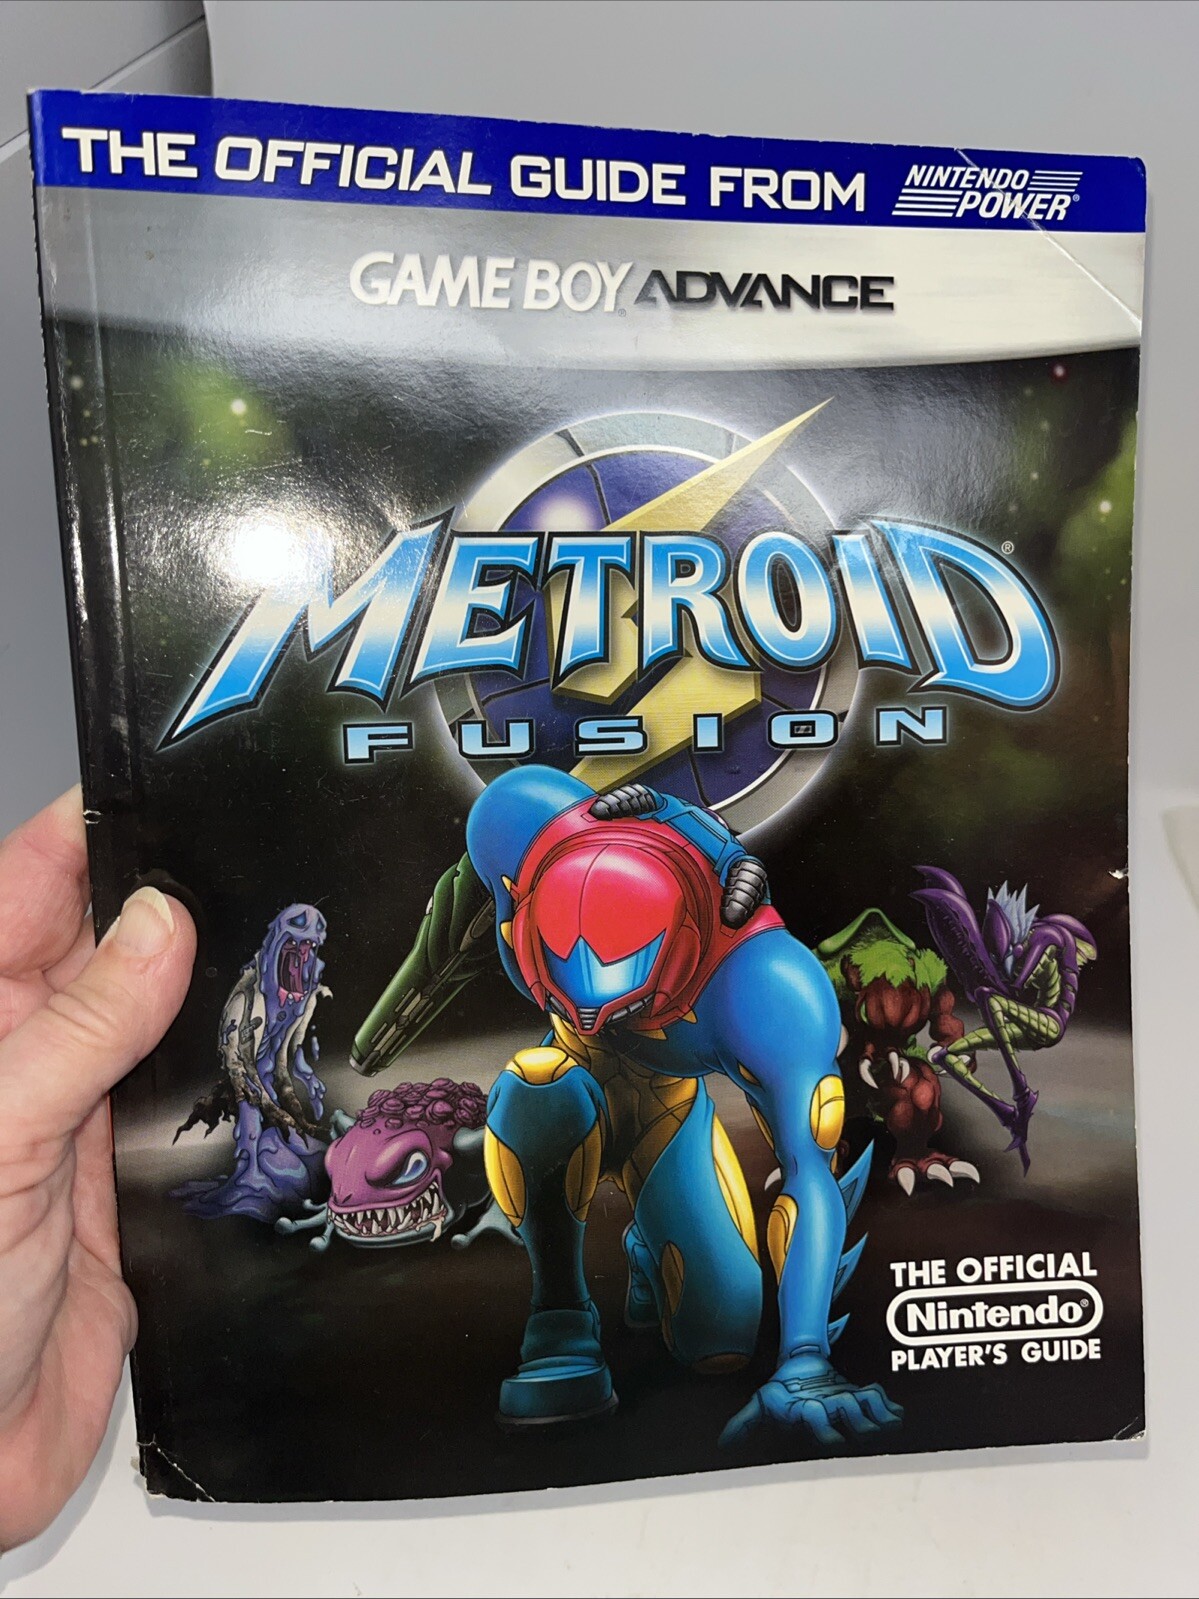 THE OFFICIAL GUIDE FROM NINTENDO POWER®
GAME BOY ADVANCE
METROID®
FUSION
THE OFFICIAL
Nintendo®
PLAYER'S GUIDE